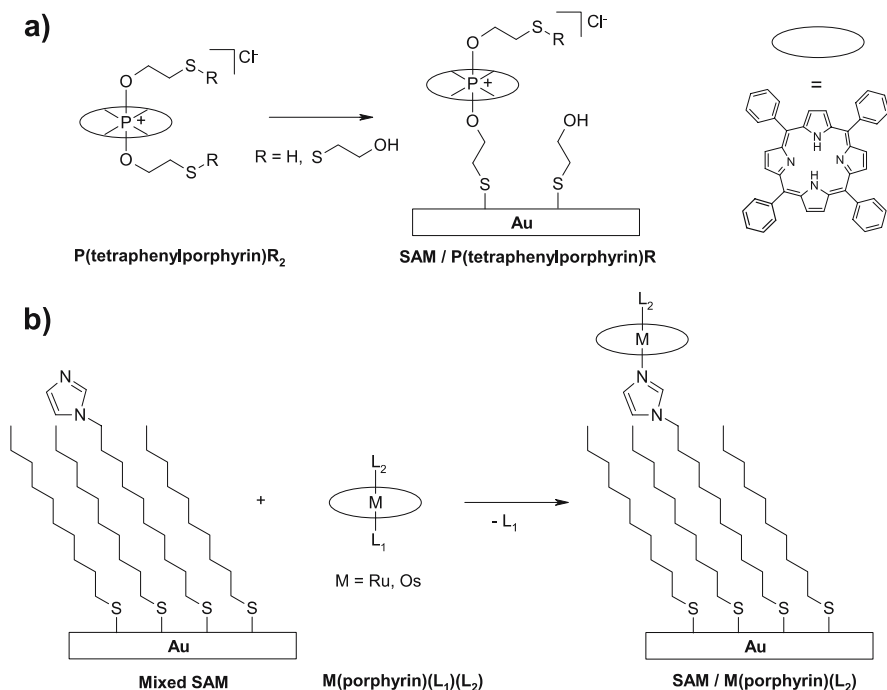 a)
Cl-
S
R
O
P+
O
S
R
P(tetraphenylporphyrin)R2
R = H, S OH
Cl-
S
R
O
P+
O
OH
S
S
Au
SAM / P(tetraphenylporphyrin)R
=
NH
N
N
H
N
b)
N
N
S
S
S
S
Au
Mixed SAM
+
L2
M
L1
M = Ru, Os
M(porphyrin)(L1)(L2)
- L1
L2
M
N
N
S
S
S
S
Au
SAM / M(porphyrin)(L2)